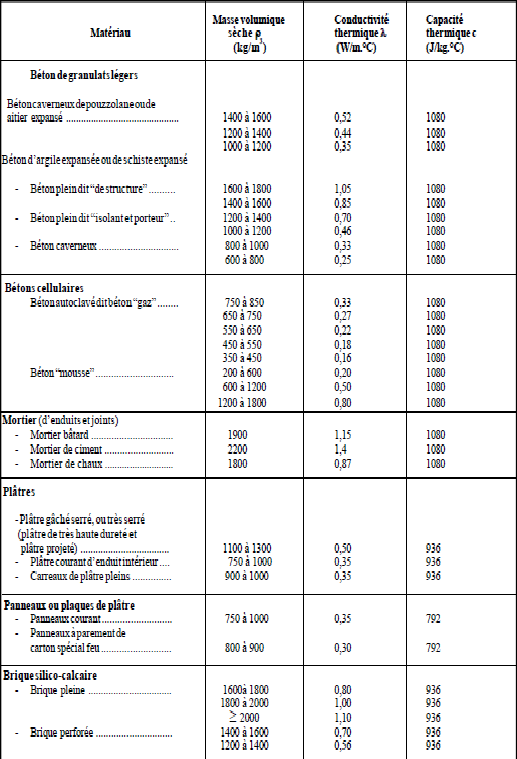 Matériau Masse volumique sèche ρ (kg/m³) Conductivité thermique λ (W/m.ºC) Capacité thermique c (J/kg.ºC)
Béton de granulats légers
Béton caverneux de pouzzolane ou de
aitier expansé ............................................. 1400 à 1600 0,52 1080
1200 à 1400 0,44 1080
1000 à 1200 0,35 1080
Béton d'argile expansée ou de schiste expansé
- Béton plein dit “de structure” .......... 1600 à 1800 1,05 1080
1400 à 1600 0,85 1080
- Béton plein dit “isolant et porteur” .. 1200 à 1400 0,70 1080
1000 à 1200 0,46 1080
- Béton caverneux ................................ 800 à 1000 0,33 1080
600 à 800 0,25 1080
Bétons cellulaires
Béton autoclavé dit béton “gaz” ........ 750 à 850 0,33 1080
650 à 750 0,27 1080
550 à 650 0,22 1080
450 à 550 0,18 1080
350 à 450 0,16 1080
Béton “mousse” ............................... 200 à 600 0,20 1080
600 à 1200 0,50 1080
1200 à 1800 0,80 1080
Mortier (d'enduits et joints)
- Mortier bâtard ................................. 1900 1,15 1080
- Mortier de ciment ............................ 2200 1,4 1080
- Mortier de chaux ............................ 1800 0,87 1080
Plâtres
- Plâtre gâché serré, ou très serré
(plâtre de très haute dureté et
plâtre projeté) ................................... 1100 à 1300 0,50 936
- Plâtre courant d'enduit intérieur .... 750 à 1000 0,35 936
- Carreaux de plâtre pleins ............... 900 à 1000 0,35 936
Panneaux ou plaques de plâtre
- Panneaux courant ............................ 750 à 1000 0,35 792
- Panneaux à parement de
carton spécial feu ............................ 800 à 900 0,30 792
Brique silico-calcaire
- Brique pleine ................................. 1600à 1800 0,80 936
1800 à 2000 1,00 936
≥ 2000 1,10 936
- Brique perforée .............................. 1400 à 1600 0,70 936
1200 à 1400 0,56 936